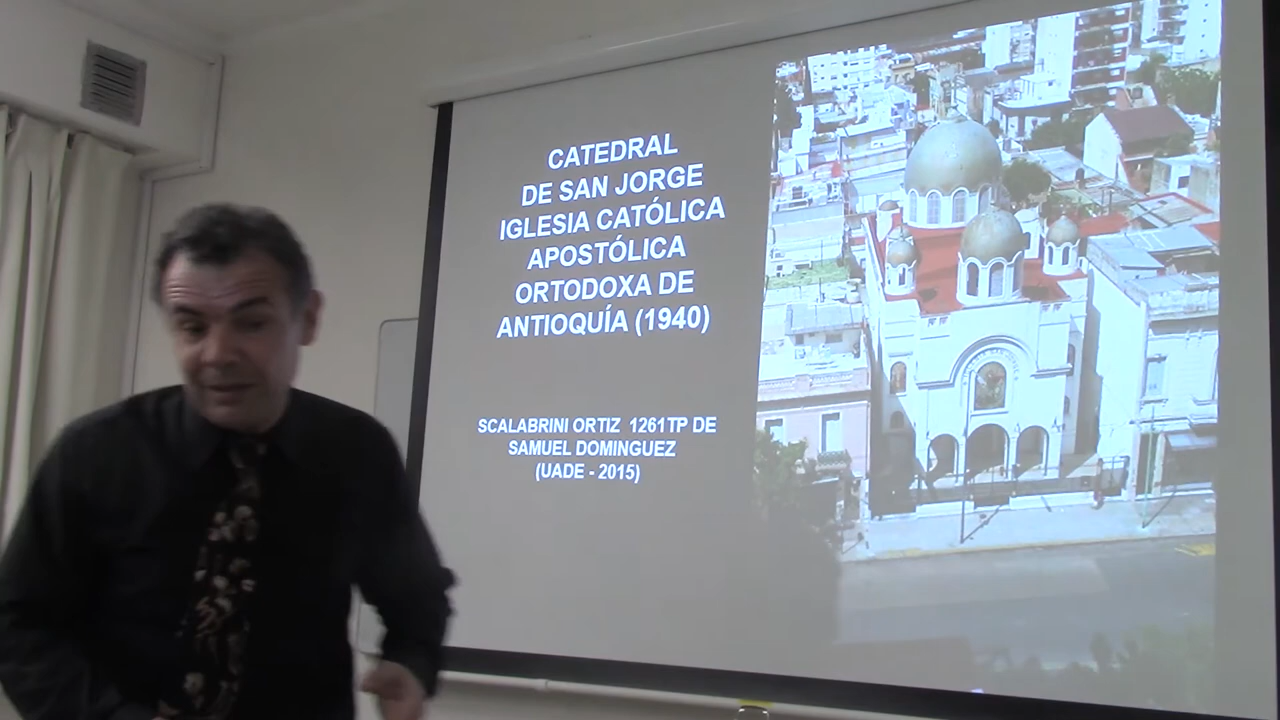 CATEDRAL
DE SAN JORGE
IGLESIA CATÓLICA
APOSTÓLICA
ORTODOXA DE
ANTIOQUÍA (1940)
SCALABRINI ORTIZ 1261TP DE
SAMUEL DOMINGUEZ
(UADE - 2015)